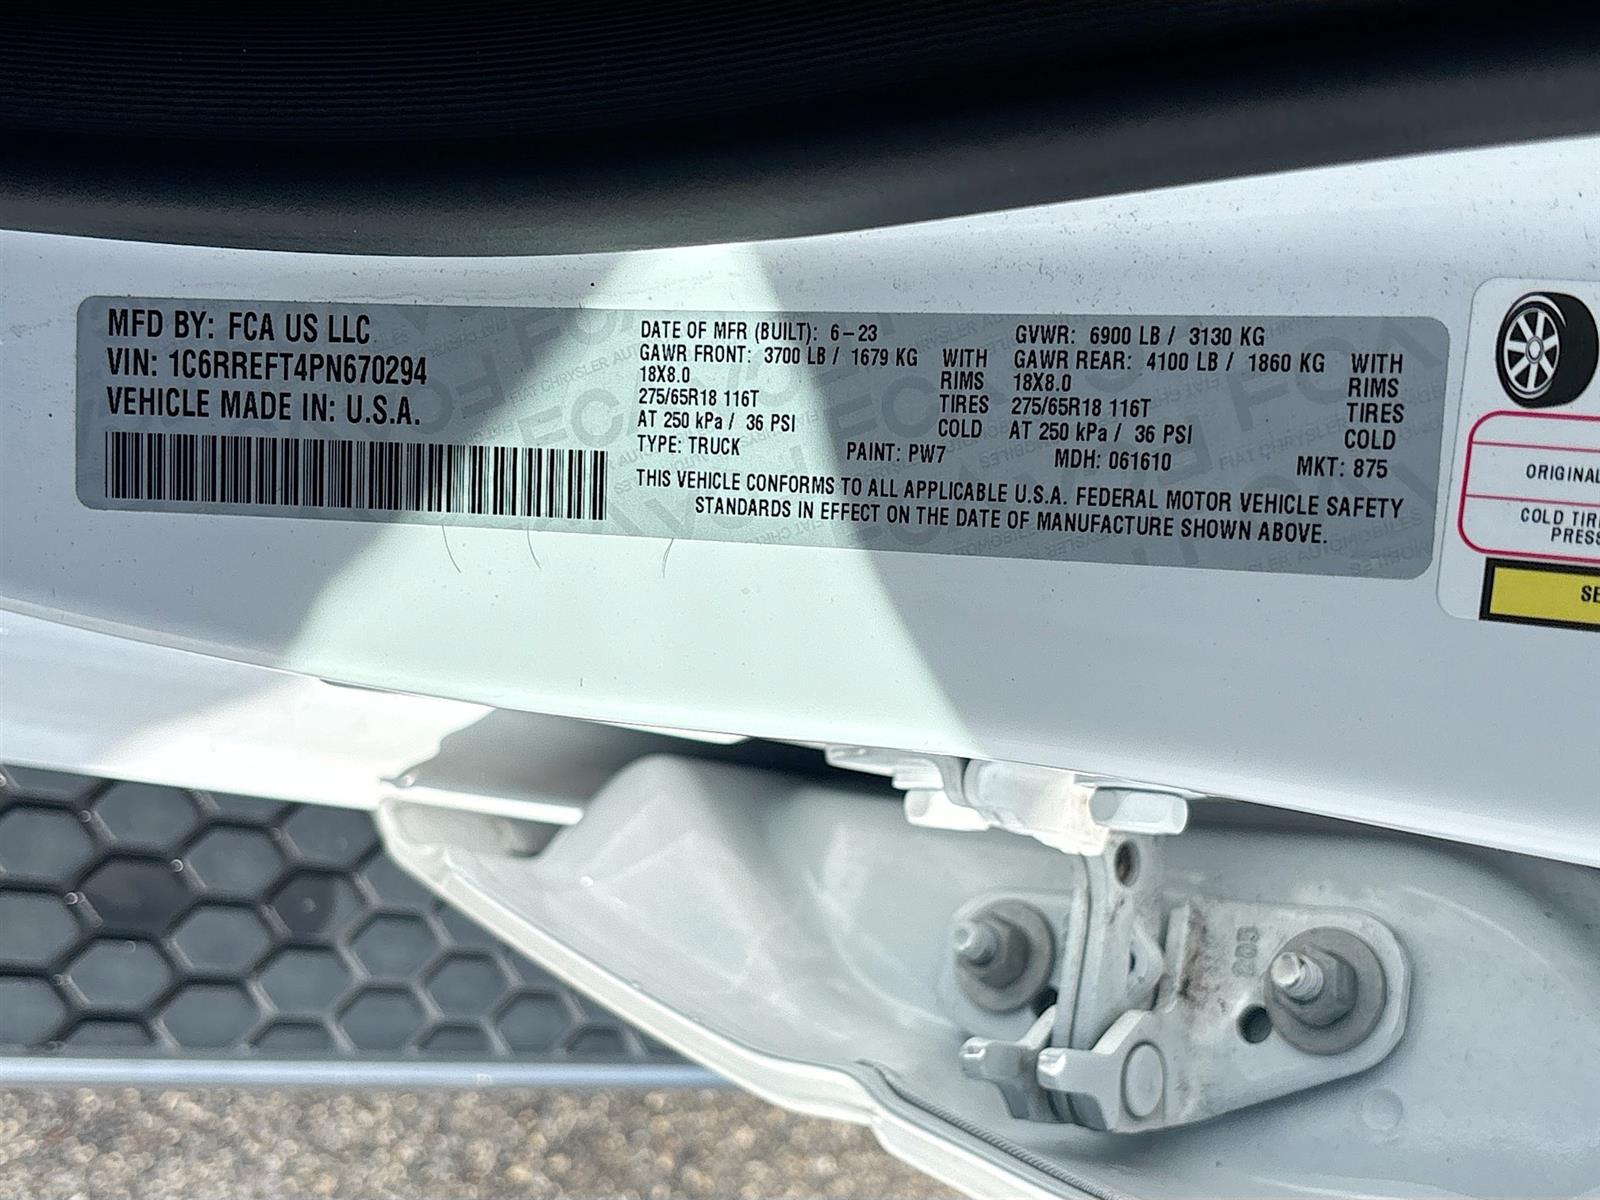 MFD BY: FCA US LLC
VIN: 1C6RREFT4PN670294
VEHICLE MADE IN: U.S.A.
DATE OF MFR (BUILT): 6-23 GVWR: 6900 LB / 3130 KG
GAWR FRONT: 3700 LB / 1679 KG WITH GAWR REAR: 4100 LB / 1860 KG WITH
18X8.0 RIMS 18X8.0 RIMS
275/65R18 116T TIRES 275/65R18 116T TIRES
AT 250 kPa / 36 PSI COLD AT 250 kPa / 36 PSI COLD
TYPE: TRUCK PAINT: PW7 MDH: 061610 MKT: 875
THIS VEHICLE CONFORMS TO ALL APPLICABLE U.S.A. FEDERAL MOTOR VEHICLE SAFETY
STANDARDS IN EFFECT ON THE DATE OF MANUFACTURE SHOWN ABOVE.
ORIGINAL
COLD TIR
PRES
SE
205